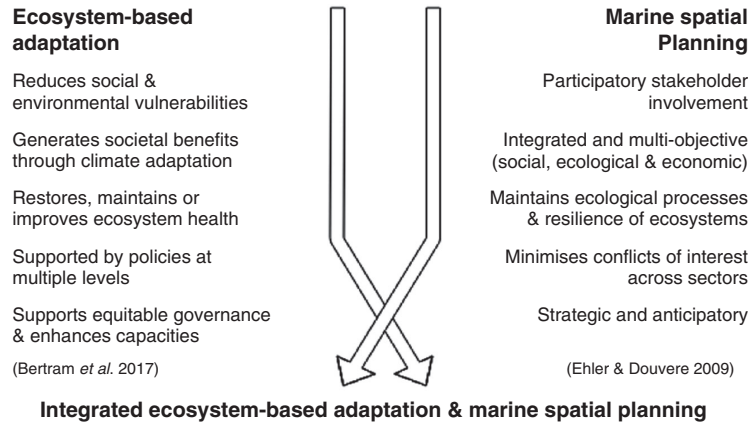 Ecosystem-based
adaptation
Reduces social &
environmental vulnerabilities
Generates societal benefits
through climate adaptation
Restores, maintains or
improves ecosystem health
Supported by policies at
multiple levels
Supports equitable governance
& enhances capacities
(Bertram et al. 2017)
Marine spatial
Planning
Participatory stakeholder
involvement
Integrated and multi-objective
(social, ecological & economic)
Maintains ecological processes
& resilience of ecosystems
Minimises conflicts of interest
across sectors
Strategic and anticipatory
(Ehler & Douvere 2009)
Integrated ecosystem-based adaptation & marine spatial planning